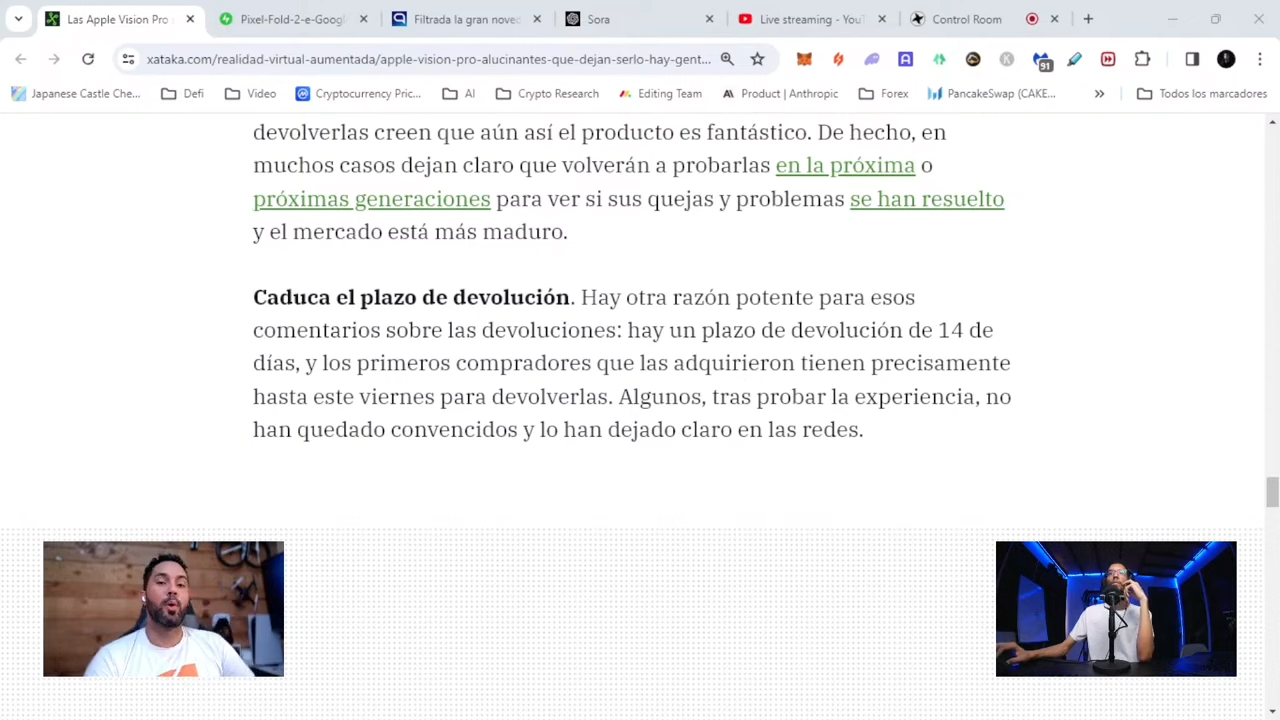 Las Apple Vision Pro
Pixel-Fold-2-e-Googl
Filtrada la gran noved
Sora
Live streaming - You
Control Room
xataka.com/realidad-virtual-aumentada/apple-vision-pro-alucinantes-que-dejan-serlo-hay-gent...
91
Japanese Castle Che...
Defi
Video
Cryptocurrency Pric...
AI
Crypto Research
Editing Team
Product | Anthropic
Forex
PancakeSwap (CAKE...
»
Todos los marcadores
devolverlas creen que aún así el producto es fantástico. De hecho, en
muchos casos dejan claro que volverán a probarlas en la próxima o
próximas generaciones para ver si sus quejas y problemas se han resuelto
y el mercado está más maduro.
Caduca el plazo de devolución. Hay otra razón potente para esos
comentarios sobre las devoluciones: hay un plazo de devolución de 14 de
días, y los primeros compradores que las adquirieron tienen precisamente
hasta este viernes para devolverlas. Algunos, tras probar la experiencia, no
han quedado convencidos y lo han dejado claro en las redes.